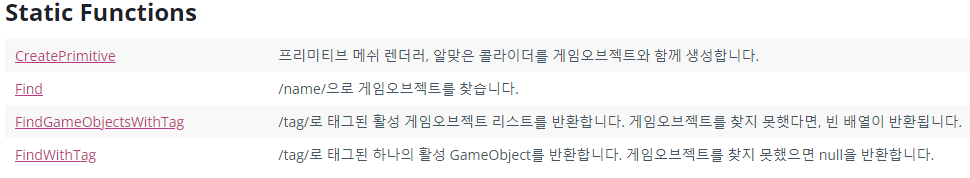 Static Functions
CreatePrimitive 프리미티브 메쉬 렌더러, 알맞은 콜라이더를 게임오브젝트와 함께 생성합니다.
Find /name/으로 게임오브젝트를 찾습니다.
FindGameObjectsWithTag /tag/로 태그된 활성 게임오브젝트 리스트를 반환합니다. 게임오브젝트를 찾지 못햇다면, 빈 배열이 반환됩니다.
FindWithTag /tag/로 태그된 하나의 활성 GameObject를 반환합니다. 게임오브젝트를 찾지 못했으면 null을 반환합니다.